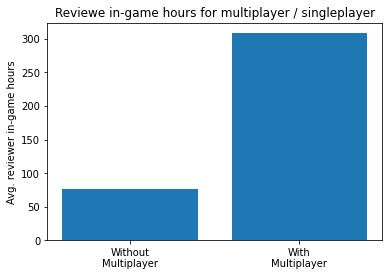 Reviewe in-game hours for multiplayer / singleplayer
Avg. reviewer in-game hours
300
250
200
150
100
50
0
Without
Multiplayer
With
Multiplayer